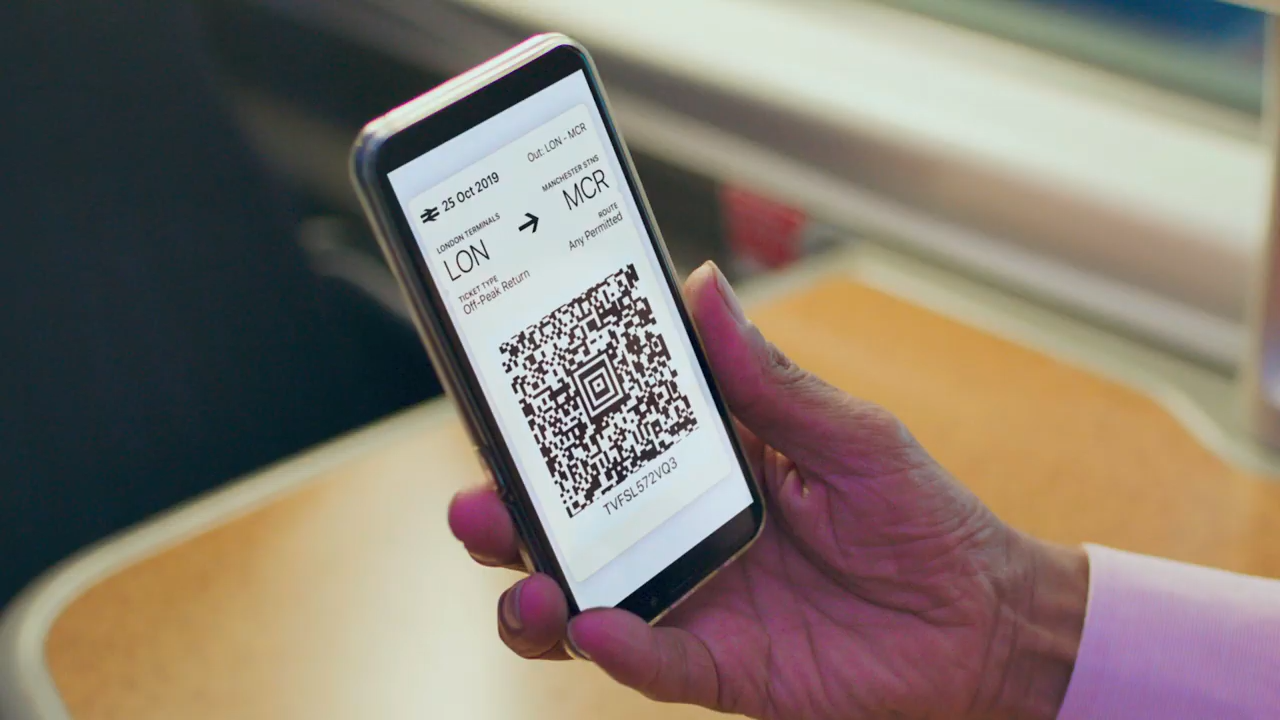 25 Oct 2019
Out: LON - MCR
LONDON TERMINALS
LON
→
MANCHESTER STNS
MCR
TICKET TYPE
Off-Peak Return
ROUTE
Any Permitted
TVFSL572VQ3